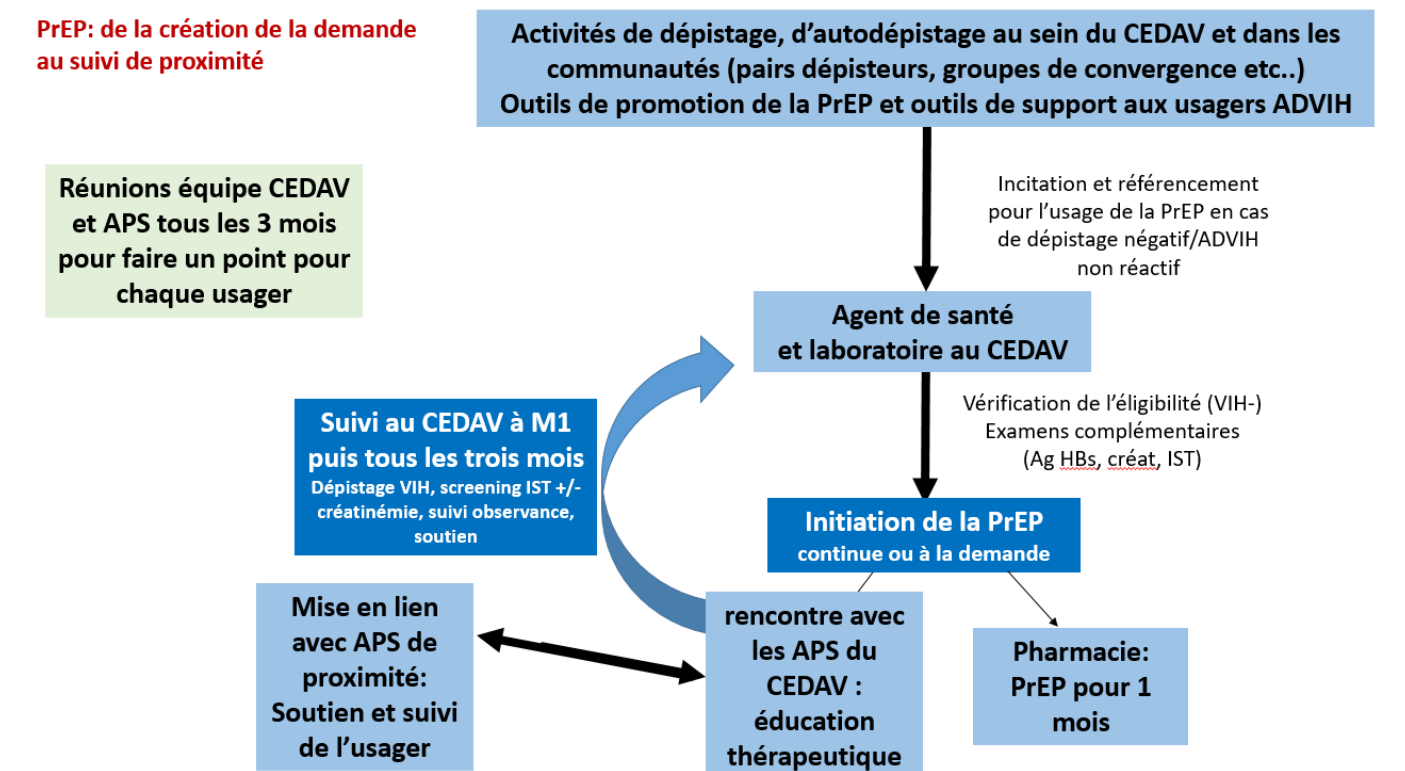 PrEP: de la création de la demande
au suivi de proximité
Activités de dépistage, d’autodépistage au sein du CEDAV et dans les
communautés (pairs dépisteurs, groupes de convergence etc..)
Outils de promotion de la PrEP et outils de support aux usagers ADVIH
Réunions équipe CEDAV
et APS tous les 3 mois
pour faire un point pour
chaque usager
Incitation et référencement
pour l’usage de la PrEP en cas
de dépistage négatif/ADVIH
non réactif
Agent de santé
et laboratoire au CEDAV
Vérification de l’éligibilité (VIH-)
Examens complémentaires
(Ag HBs, créat, IST)
Suivi au CEDAV à M1
puis tous les trois mois
Dépistage VIH, screening IST +/-
créatinémie, suivi observance,
soutien
Initiation de la PrEP
continue ou à la demande
Mise en lien
avec APS de
proximité:
Soutien et suivi
de l’usager
rencontre avec
les APS du
CEDAV :
éducation
thérapeutique
Pharmacie:
PrEP pour 1
mois